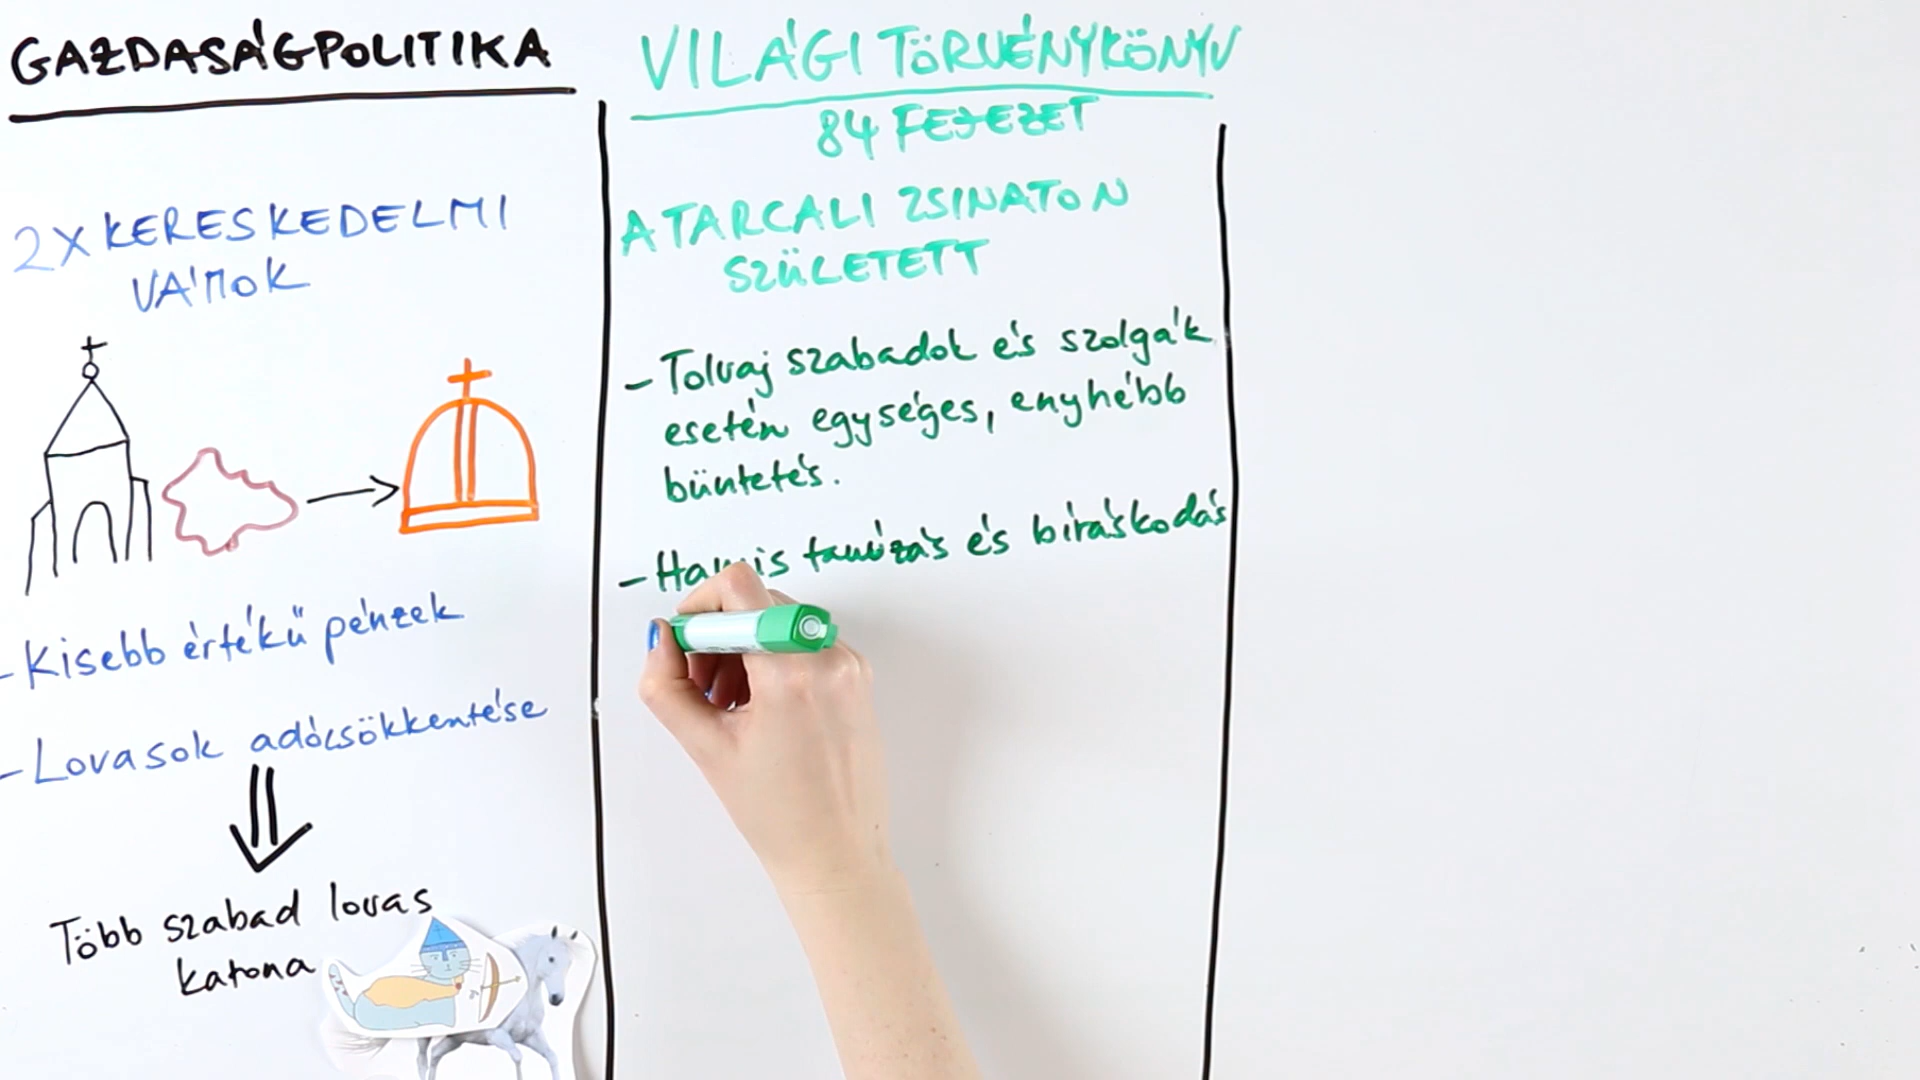 GAZDASÁGPOLITIKA
2X KERESKEDELMI
VÁMOK
-Kisebb értékű pénzek
-Lovasok adócsökkentése
Több szabad lovas
katona
VILÁGI TÖRVÉNYKÖNYV
84 FEJEZET
A TARCALI ZSINATON
SZÜLETETT
-Tolvaj szabadok és szolgák
esetén egységes, enyhébb
büntetés.
-Hamis tanúzás és bíráskodás